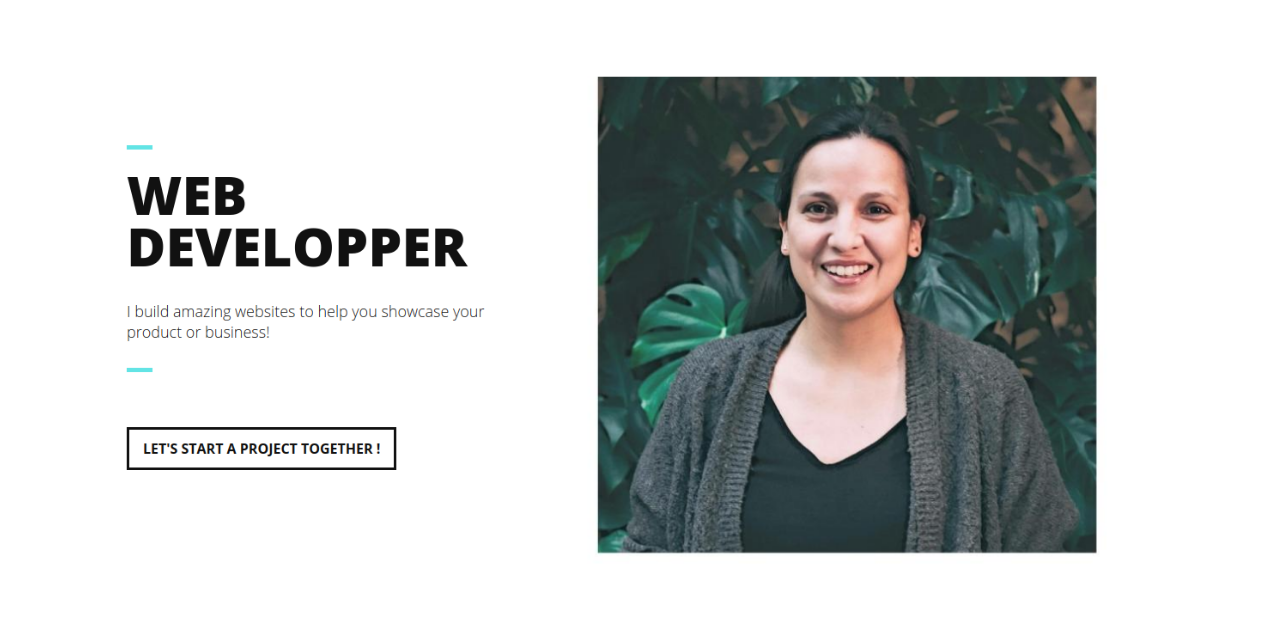 WEB
DEVELOPPER
I build amazing websites to help you showcase your
product or business!
LET'S START A PROJECT TOGETHER !